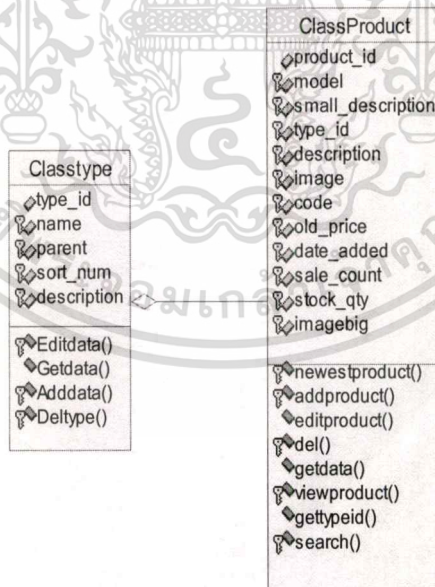 Classtype
type_id
name
parent
sort_num
description
Editdata()
Getdata()
Adddata()
Deltype()
ClassProduct
product_id
model
small_description
type_id
description
image
code
old_price
date_added
sale_count
stock_qty
imagebig
newestproduct()
addproduct()
editproduct()
del()
getdata()
viewproduct()
gettypeid()
search()